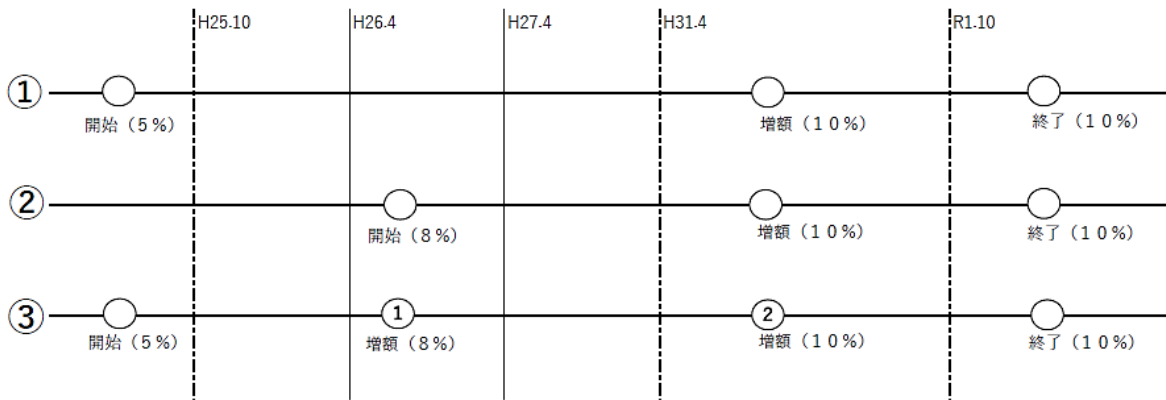 H25.10 H26.4 H27.4 H31.4 R1.10
①
開始（５％） 増額（１０％） 終了（１０％）
②
開始（８％） 増額（１０％） 終了（１０％）
③ 1 2
開始（５％） 増額（８％） 増額（１０％） 終了（１０％）